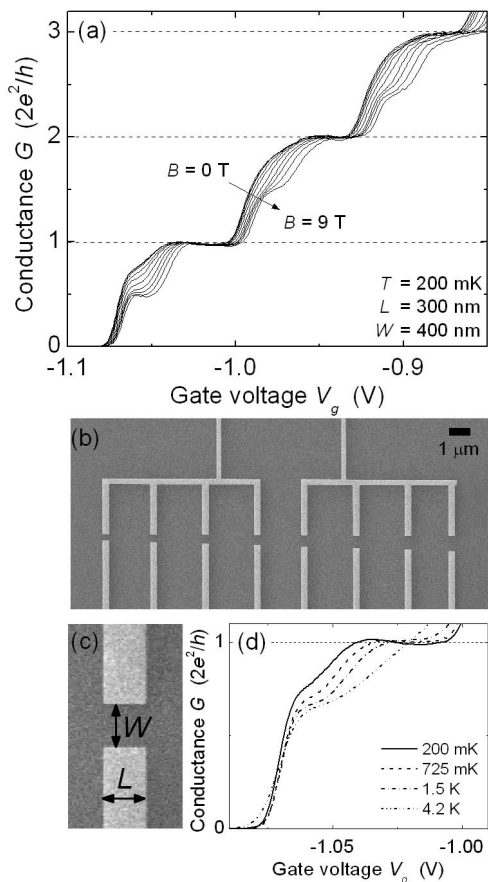 (a)
3
2
1
0
Conductance G (2e²/h)
B = 0 T
B = 9 T
T = 200 mK
L = 300 nm
W = 400 nm
-1.1
-1.0
-0.9
Gate voltage V_g (V)
(b)
1 μm
(c)
W
L
(d)
1
0
Conductance G (2e²/h)
200 mK
725 mK
1.5 K
4.2 K
-1.05
-1.00
Gate voltage V_g (V)